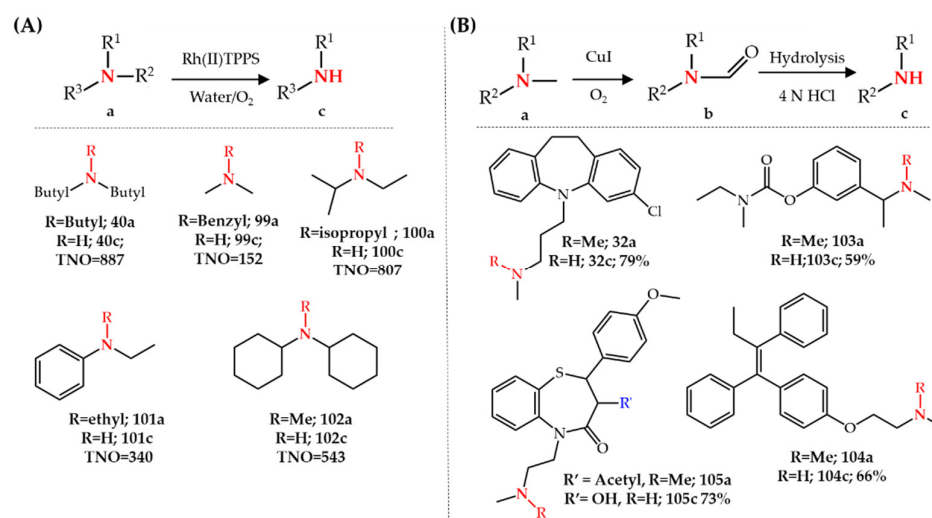 (A)
R¹
N
R²
R³
a
Rh(II)TPPS
Water/O₂
R¹
NH
R³
c
R
N
Butyl
Butyl
R=Butyl; 40a
R=H; 40c;
TNO=887
R
N
R=Benzyl; 99a
R=H; 99c;
TNO=152
R
N
R=isopropyl ; 100a
R=H; 100c
TNO=807
R
N
R=ethyl; 101a
R=H; 101c
TNO=340
R
N
R=Me; 102a
R=H; 102c
TNO=543
(B)
R¹
N
R²
a
CuI
O₂
R¹
N
O
R²
b
Hydrolysis
4 N HCl
R¹
NH
R²
c
N
Cl
R
N
R=Me; 32a
R=H; 32c; 79%
O
N
O
R
N
R=Me; 103a
R=H;103c; 59%
O
S
R'
N
O
N
R
R' = Acetyl, R=Me; 105a
R'= OH, R=H; 105c 73%
R
N
O
R=Me; 104a
R=H; 104c; 66%